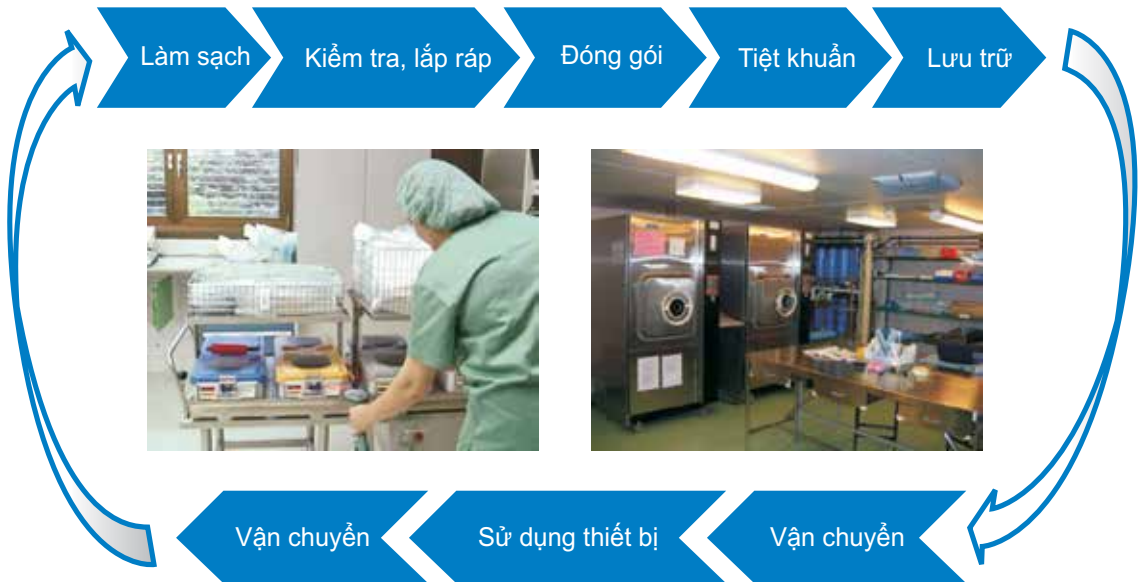 Làm sạch
Kiểm tra, lắp ráp
Đóng gói
Tiệt khuẩn
Lưu trữ
Vận chuyển
Sử dụng thiết bị
Vận chuyển